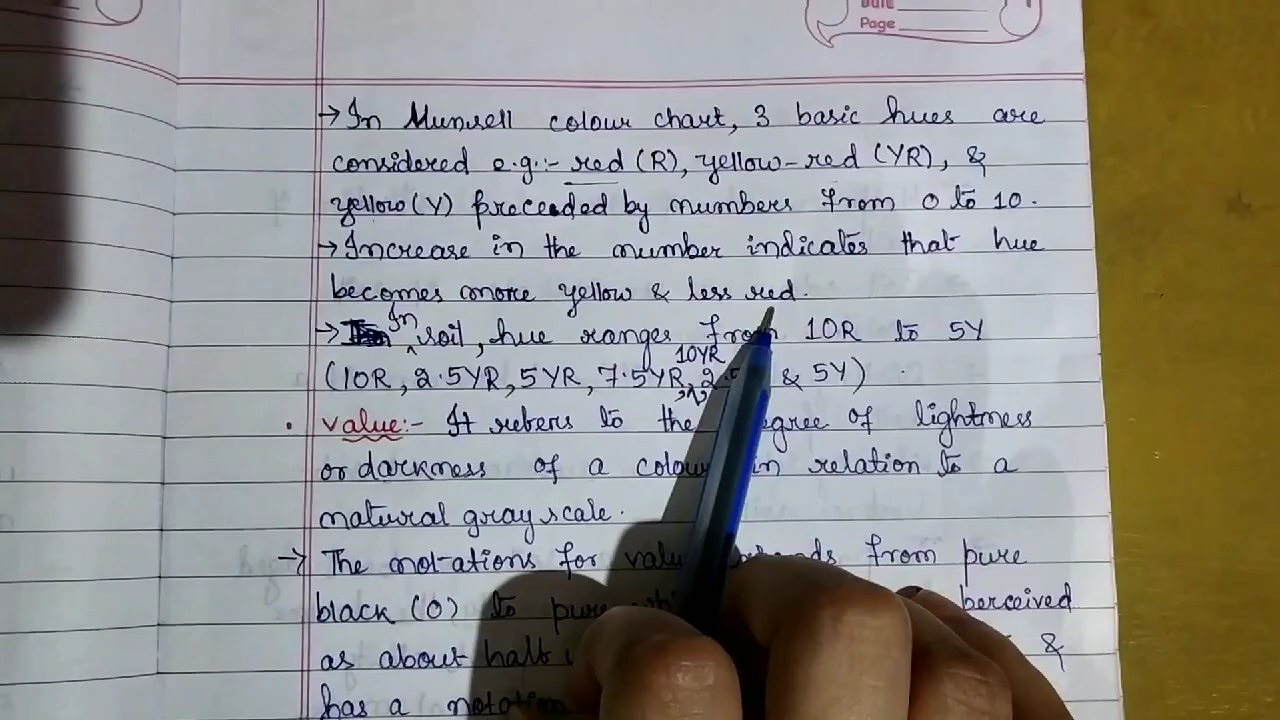 Date
Page
→ In Munsell colour chart, 3 basic hues are
considered e.g.:- red (R), yellow-red (YR), &
yellow (Y) preceeded by numbers from 0 to 10.
→ Increase in the number indicates that hue
becomes more yellow & less red.
→ In soil, hue ranges from 10R to 5Y
(10R, 2.5YR, 5YR, 7.5YR, 10YR, & 5Y)
• Value:- It refers to the degree of lightness
or darkness of a colour in relation to a
natural gray scale.
→ The not-ations for value from pure
black (0) to pure perceived
as about half &
has a notation